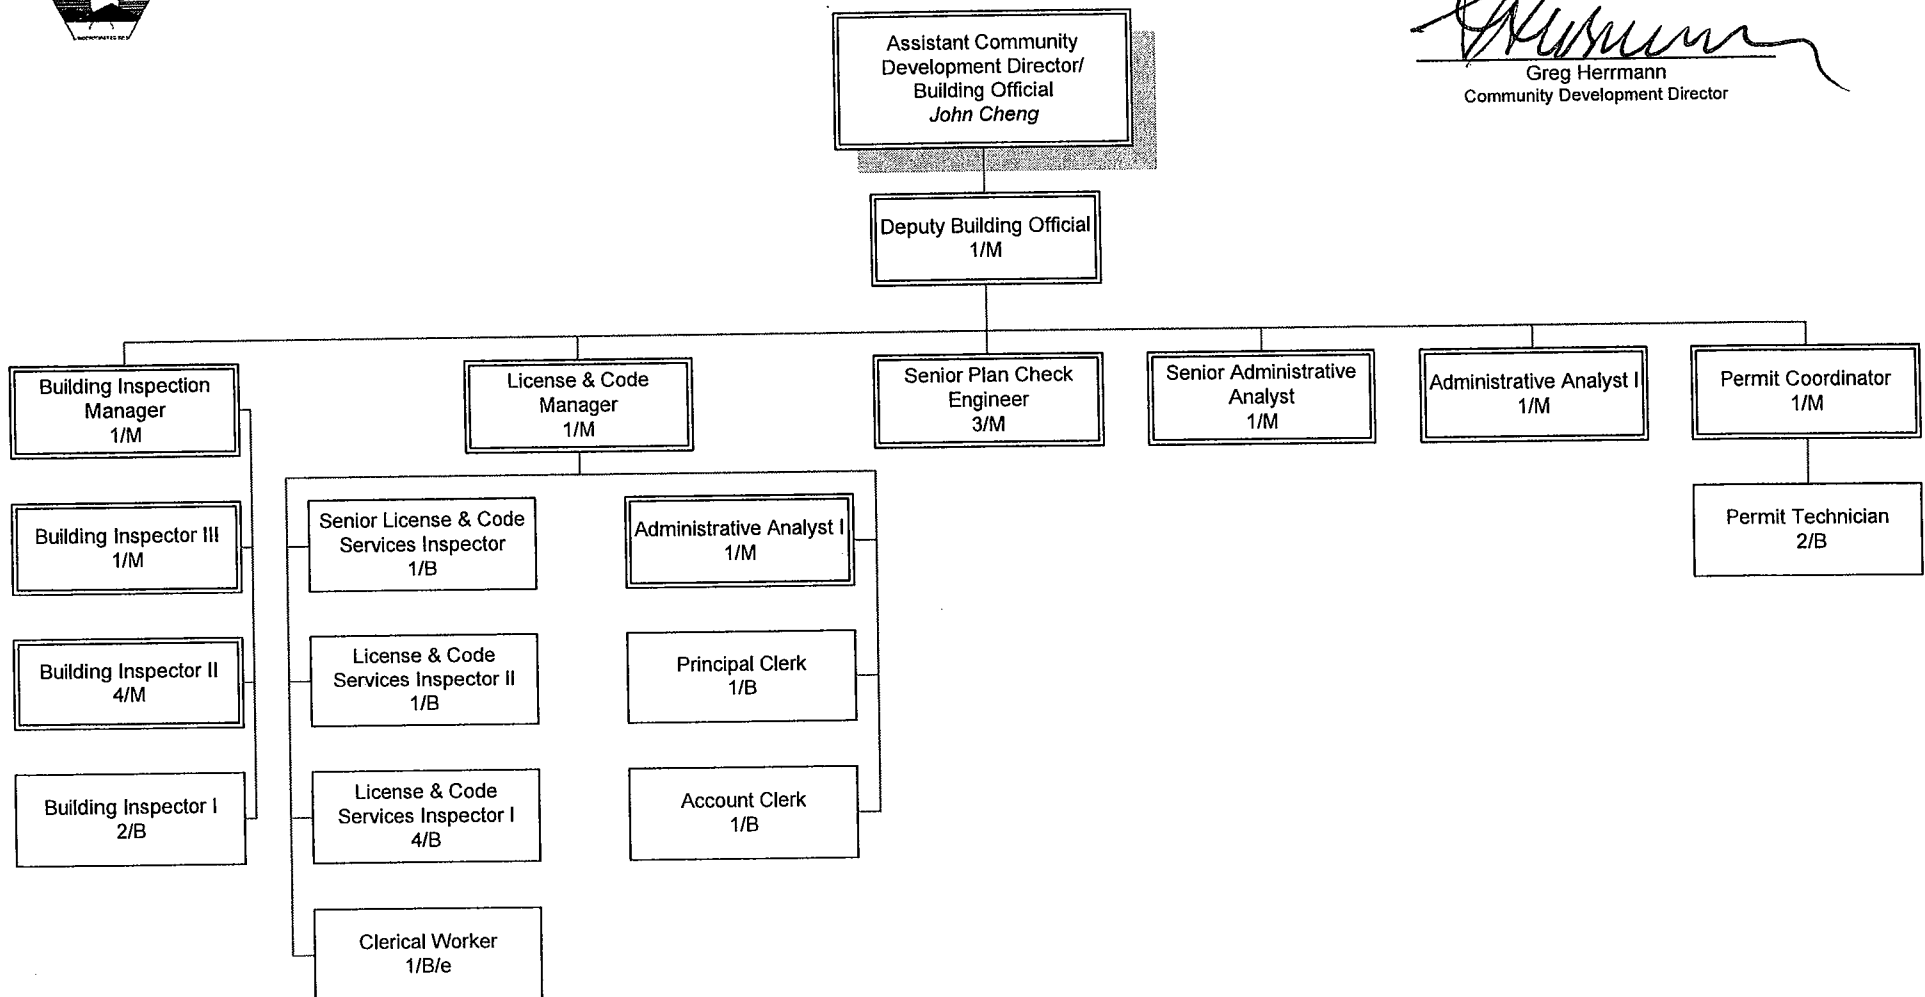 Assistant Community
Development Director/
Building Official
John Cheng
Greg Herrmann
Community Development Director
Deputy Building Official
1/M
Building Inspection
Manager
1/M
License & Code
Manager
1/M
Senior Plan Check
Engineer
3/M
Senior Administrative
Analyst
1/M
Administrative Analyst I
1/M
Permit Coordinator
1/M
Building Inspector III
1/M
Building Inspector II
4/M
Building Inspector I
2/B
Senior License & Code
Services Inspector
1/B
License & Code
Services Inspector II
1/B
License & Code
Services Inspector I
4/B
Clerical Worker
1/B/e
Administrative Analyst I
1/M
Principal Clerk
1/B
Account Clerk
1/B
Permit Technician
2/B